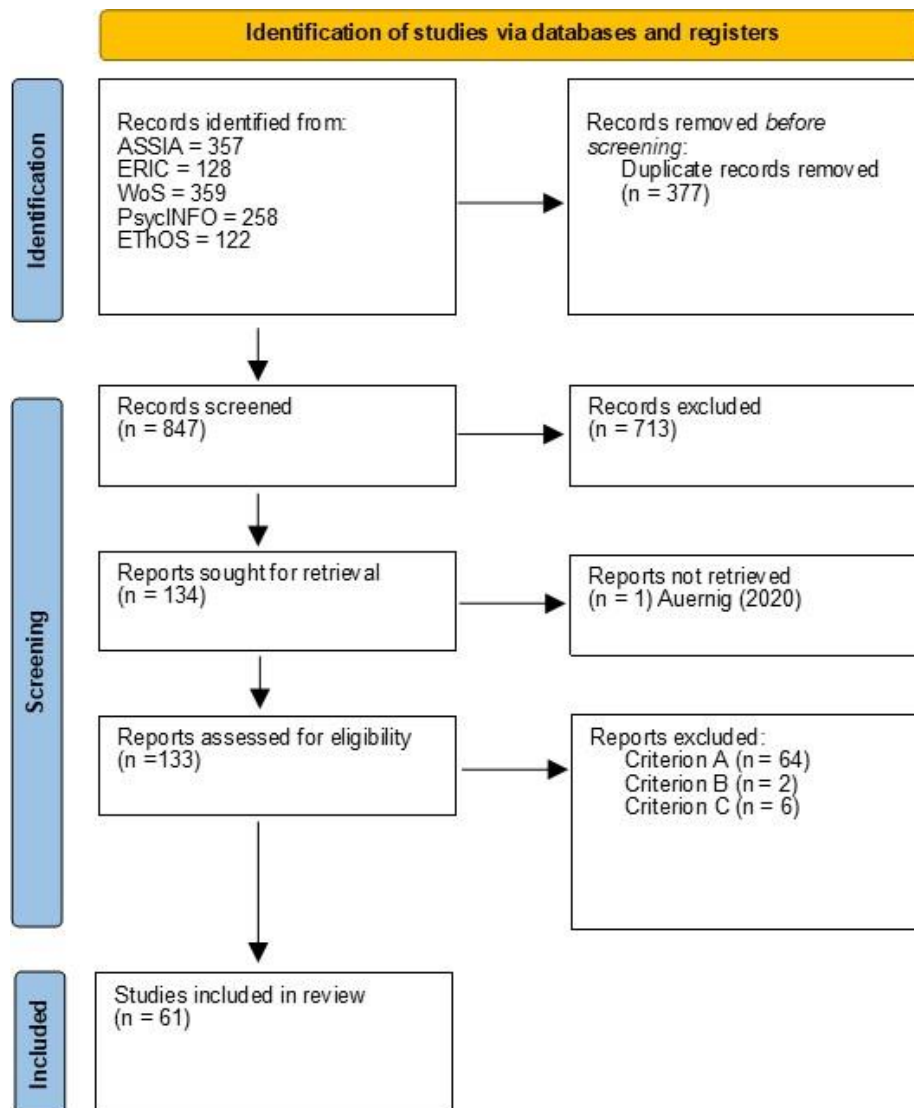 Identification of studies via databases and registers
Identification
Records identified from:
ASSIA = 357
ERIC = 128
WoS = 359
PsycINFO = 258
EThOS = 122
Records removed before
screening:
Duplicate records removed
(n = 377)
Screening
Records screened
(n = 847)
Records excluded
(n = 713)
Reports sought for retrieval
(n = 134)
Reports not retrieved
(n = 1) Auernig (2020)
Reports assessed for eligibility
(n =133)
Reports excluded:
Criterion A (n = 64)
Criterion B (n = 2)
Criterion C (n = 6)
Included
Studies included in review
(n = 61)